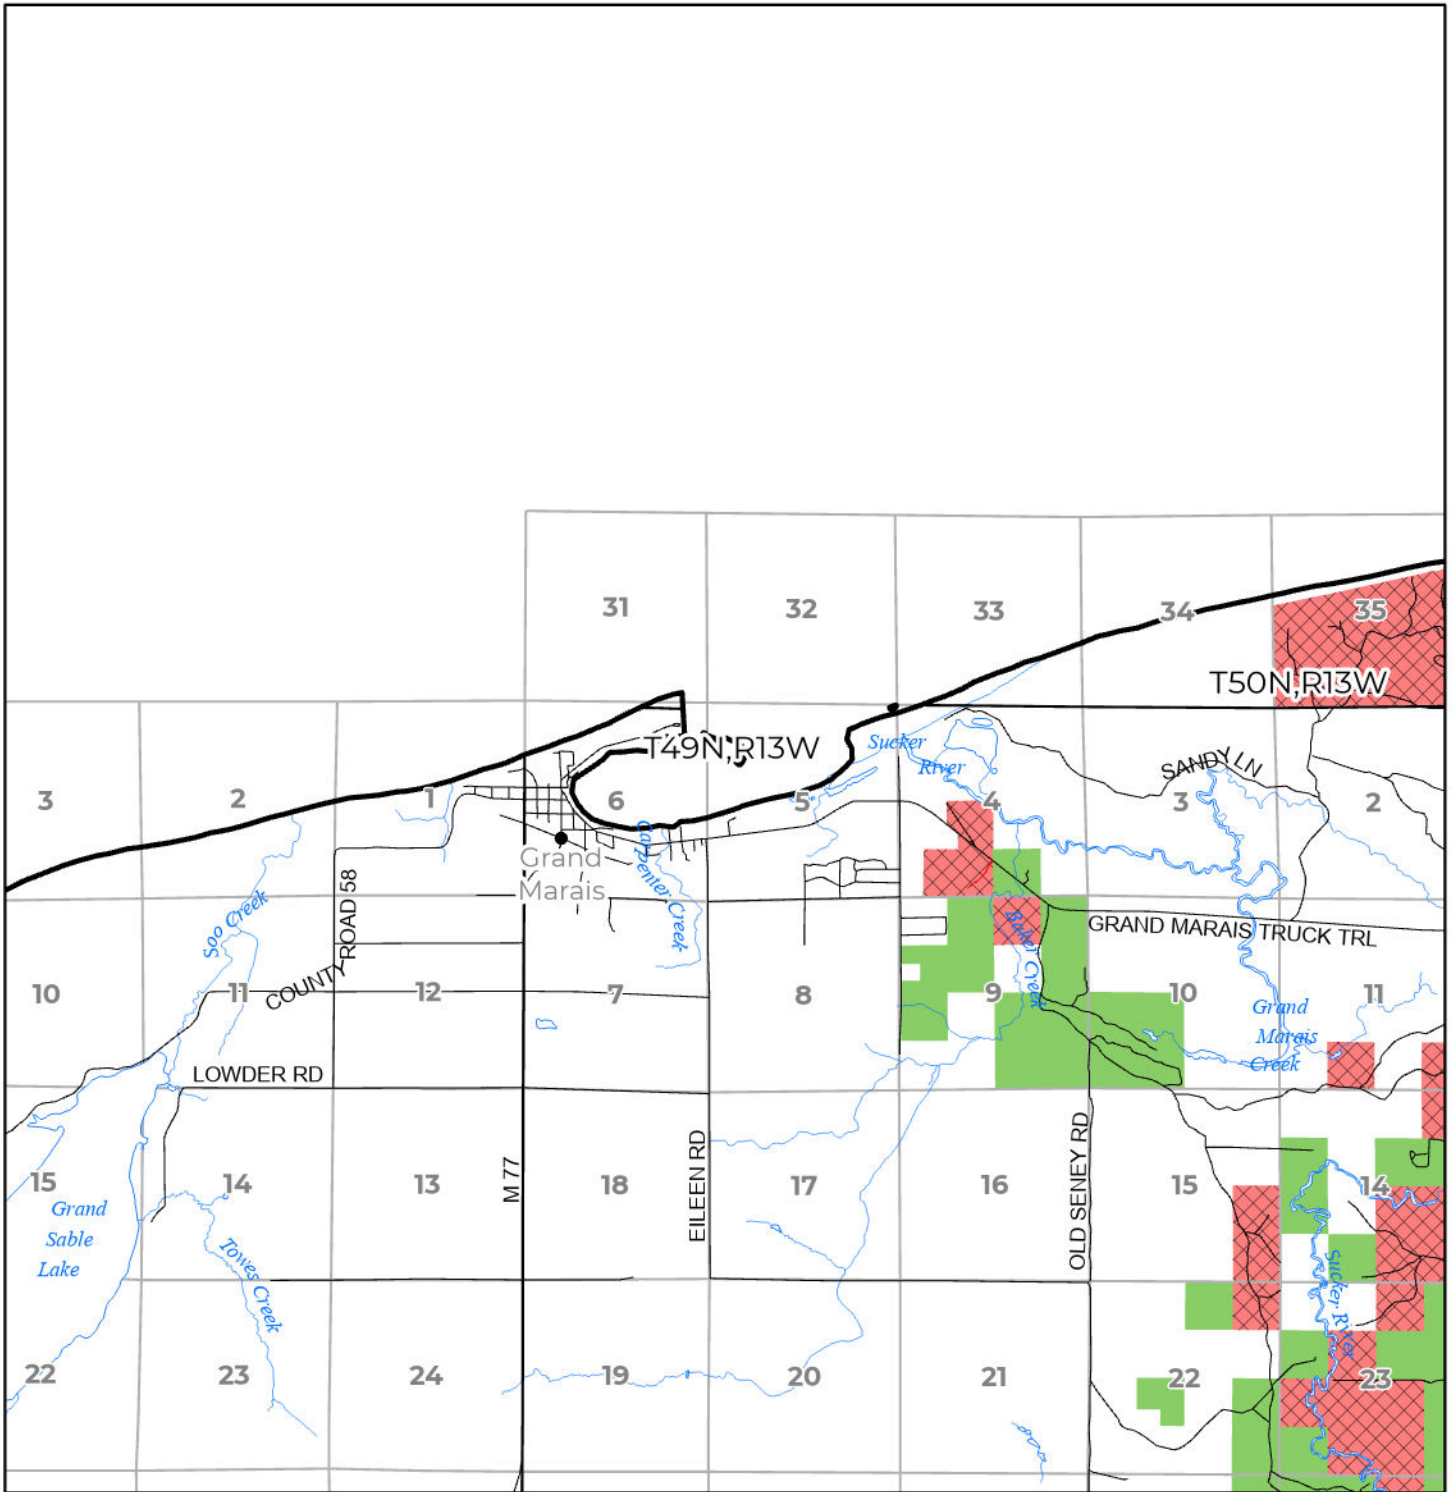 31
32
33
34
35
T50N,R13W
T49N,R13W
Sucker
River
SANDY LN
3
2
1
6
5
4
3
2
Grand
Marais
Carpenter Creek
Soo Creek
COUNTY ROAD 58
Baker Creek
GRAND MARAIS TRUCK TRL
10
11
12
7
8
9
10
11
Grand
Marais
Creek
LOWDER RD
M 77
EILEEN RD
OLD SENEY RD
15
14
13
18
17
16
15
14
Grand
Sable
Lake
Towes Creek
Sucker River
22
23
24
19
20
21
22
23